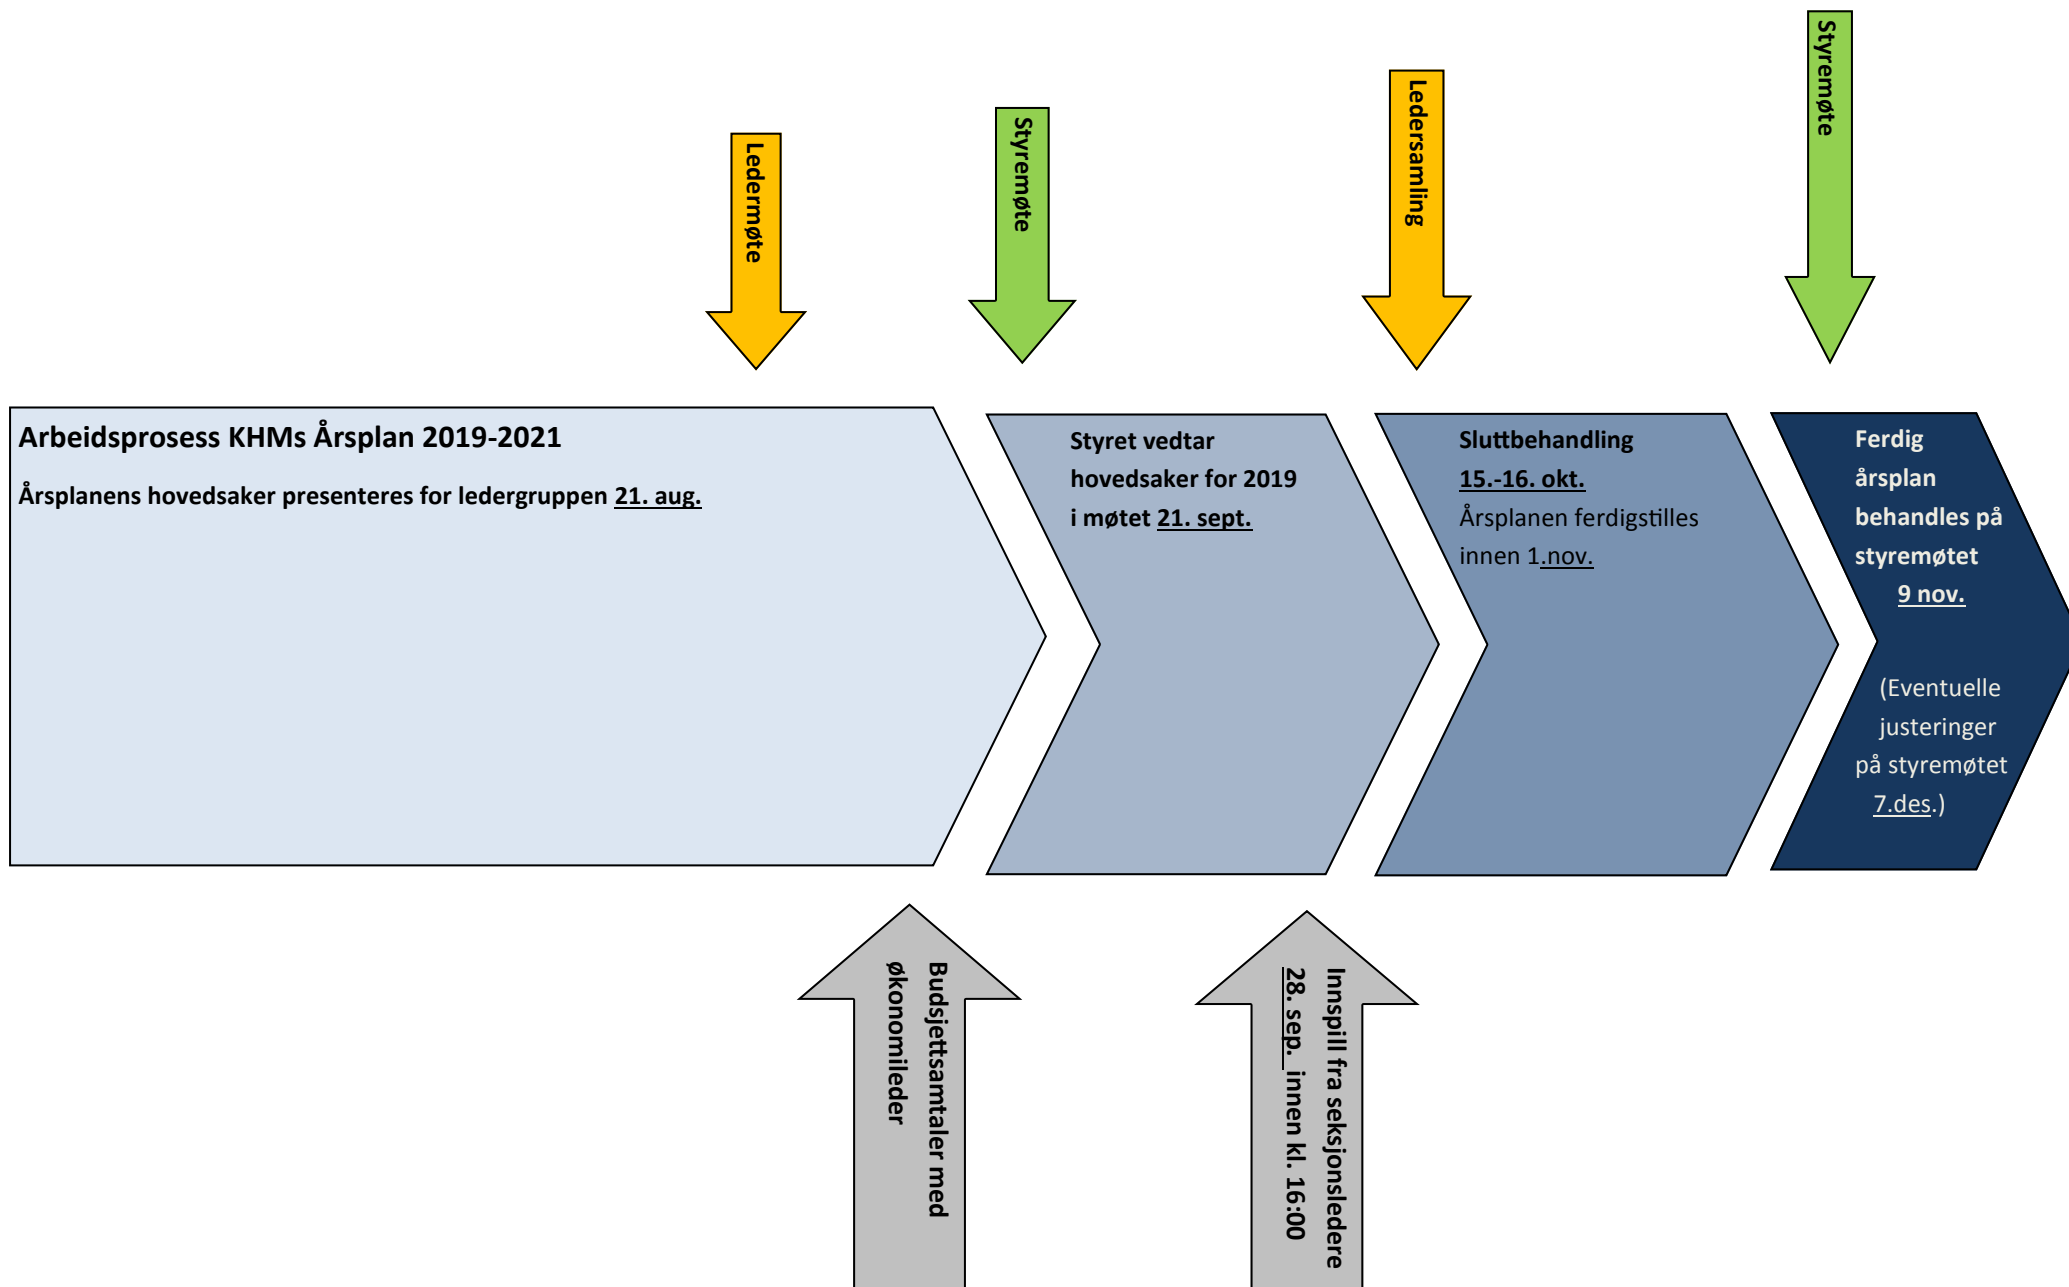 Ledermøte
Styremøte
Ledersamling
Styremøte
Arbeidsprosess KHMs Årsplan 2019-2021
Årsplanens hovedsaker presenteres for ledergruppen 21. aug.
Styret vedtar
hovedsaker for 2019
i møtet 21. sept.
Sluttbehandling
15.-16. okt.
Årsplanen ferdigstilles
innen 1.nov.
Ferdig
årsplan
behandles på
styremøtet
9 nov.
(Eventuelle
justeringer
på styremøtet
7.des.)
Budsjettsamtaler med
økonomileder
Innspill fra seksjonsledere
28. sep. innen kl. 16:00